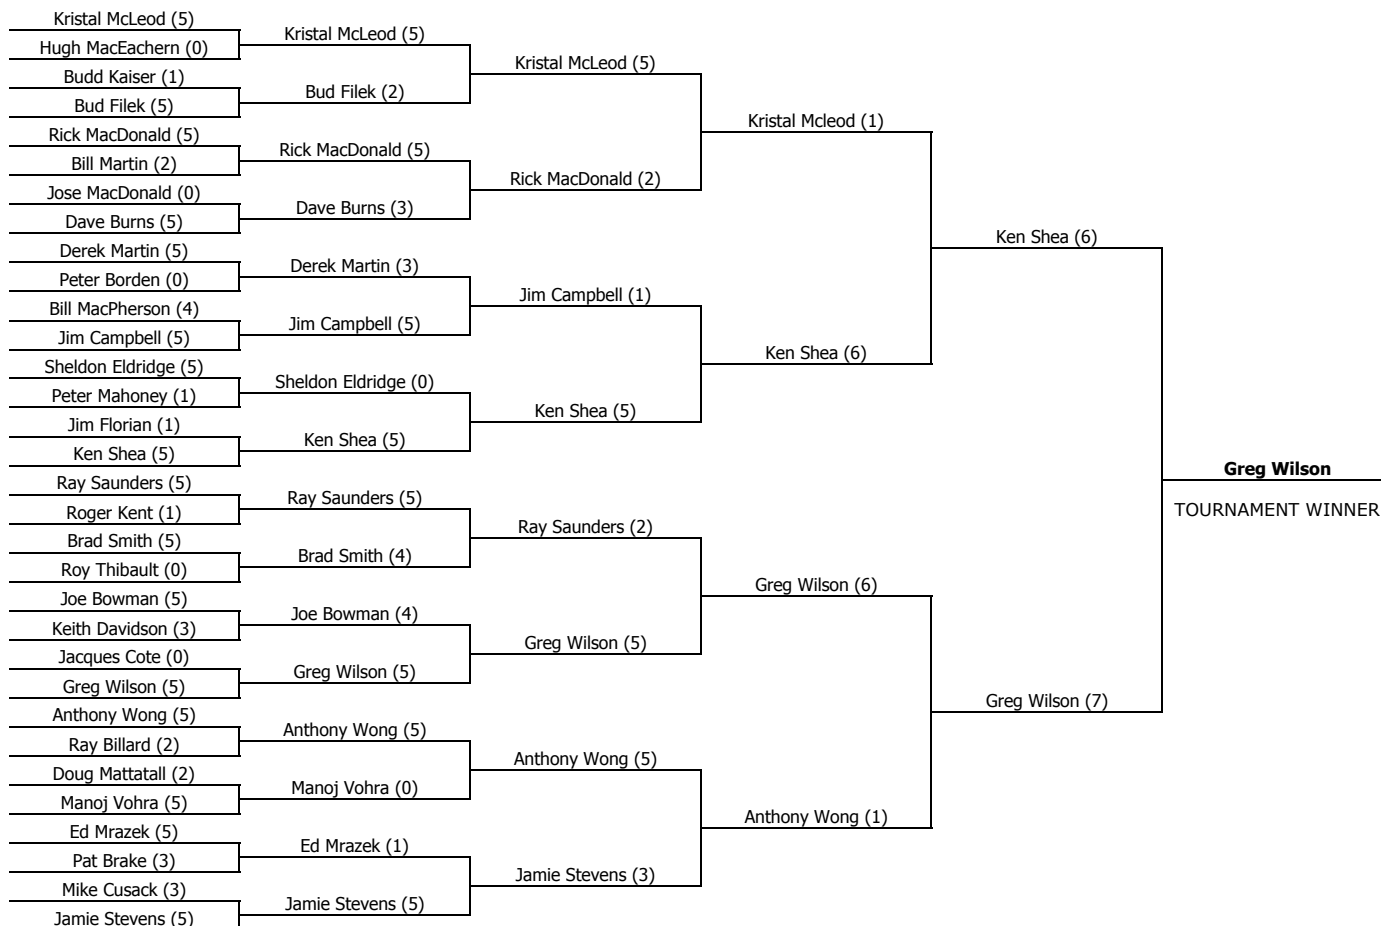 Kristal McLeod (5)
Hugh MacEachern (0)
Budd Kaiser (1)
Bud Filek (5)
Rick MacDonald (5)
Bill Martin (2)
Jose MacDonald (0)
Dave Burns (5)
Derek Martin (5)
Peter Borden (0)
Bill MacPherson (4)
Jim Campbell (5)
Sheldon Eldridge (5)
Peter Mahoney (1)
Jim Florian (1)
Ken Shea (5)
Ray Saunders (5)
Roger Kent (1)
Brad Smith (5)
Roy Thibault (0)
Joe Bowman (5)
Keith Davidson (3)
Jacques Cote (0)
Greg Wilson (5)
Anthony Wong (5)
Ray Billard (2)
Doug Mattatall (2)
Manoj Vohra (5)
Ed Mrazek (5)
Pat Brake (3)
Mike Cusack (3)
Jamie Stevens (5)
Kristal McLeod (5)
Bud Filek (2)
Rick MacDonald (5)
Dave Burns (3)
Derek Martin (3)
Jim Campbell (5)
Sheldon Eldridge (0)
Ken Shea (5)
Ray Saunders (5)
Brad Smith (4)
Joe Bowman (4)
Greg Wilson (5)
Anthony Wong (5)
Manoj Vohra (0)
Ed Mrazek (1)
Jamie Stevens (5)
Kristal McLeod (5)
Rick MacDonald (2)
Jim Campbell (1)
Ken Shea (5)
Ray Saunders (2)
Greg Wilson (5)
Anthony Wong (5)
Jamie Stevens (3)
Kristal Mcleod (1)
Ken Shea (6)
Greg Wilson (6)
Anthony Wong (1)
Ken Shea (6)
Greg Wilson (7)
Greg Wilson
TOURNAMENT WINNER